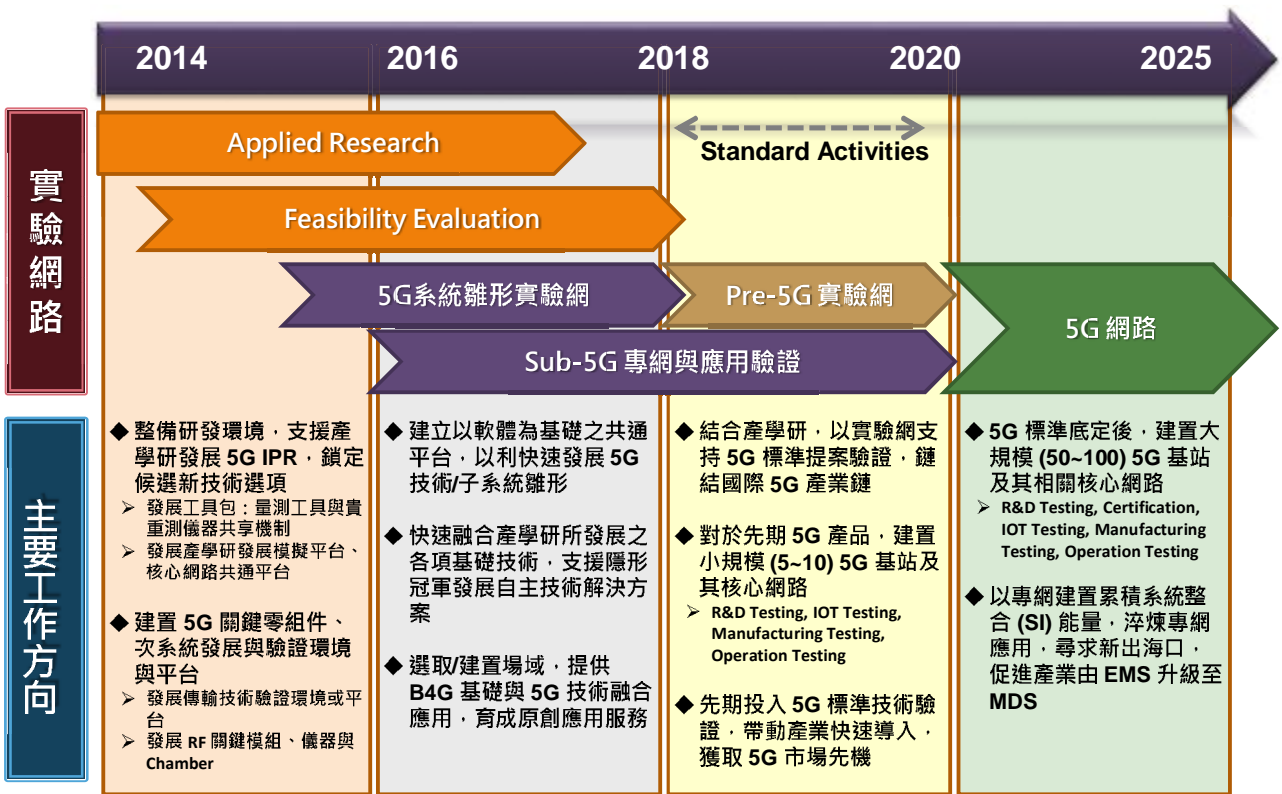 2014 2016 2018 2020 2025
實驗網路
Applied Research
Standard Activities
Feasibility Evaluation
5G系統雛形實驗網
Pre-5G 實驗網
5G 網路
Sub-5G 專網與應用驗證
主要工作方向
◆ 整備研發環境，支援產
學研發展 5G IPR，鎖定
候選新技術選項
➢ 發展工具包：量測工具與貴
重測儀器共享機制
➢ 發展產學研發展模擬平台、
核心網路共通平台
◆ 建置 5G 關鍵零組件、
次系統發展與驗證環境
與平台
➢ 發展傳輸技術驗證環境或平
台
➢ 發展 RF 關鍵模組、儀器與
Chamber
◆ 建立以軟體為基礎之共通
平台，以利快速發展 5G
技術/子系統雛形
◆ 快速融合產學研所發展之
各項基礎技術，支援隱形
冠軍發展自主技術解決方
案
◆ 選取/建置場域，提供
B4G 基礎與 5G 技術融合
應用，育成原創應用服務
◆ 結合產學研，以實驗網支
持 5G 標準提案驗證，鏈
結國際 5G 產業鏈
◆ 對於先期 5G 產品，建置
小規模 (5~10) 5G 基站及
其核心網路
➢ R&D Testing, IOT Testing,
Manufacturing Testing,
Operation Testing
◆ 先期投入 5G 標準技術驗
證，帶動產業快速導入，
獲取 5G 市場先機
◆ 5G 標準底定後，建置大
規模 (50~100) 5G 基站
及其相關核心網路
➢ R&D Testing, Certification,
IOT Testing, Manufacturing
Testing, Operation Testing
◆ 以專網建置累積系統整
合 (SI) 能量，淬煉專網
應用，尋求新出海口，
促進產業由 EMS 升級至
MDS